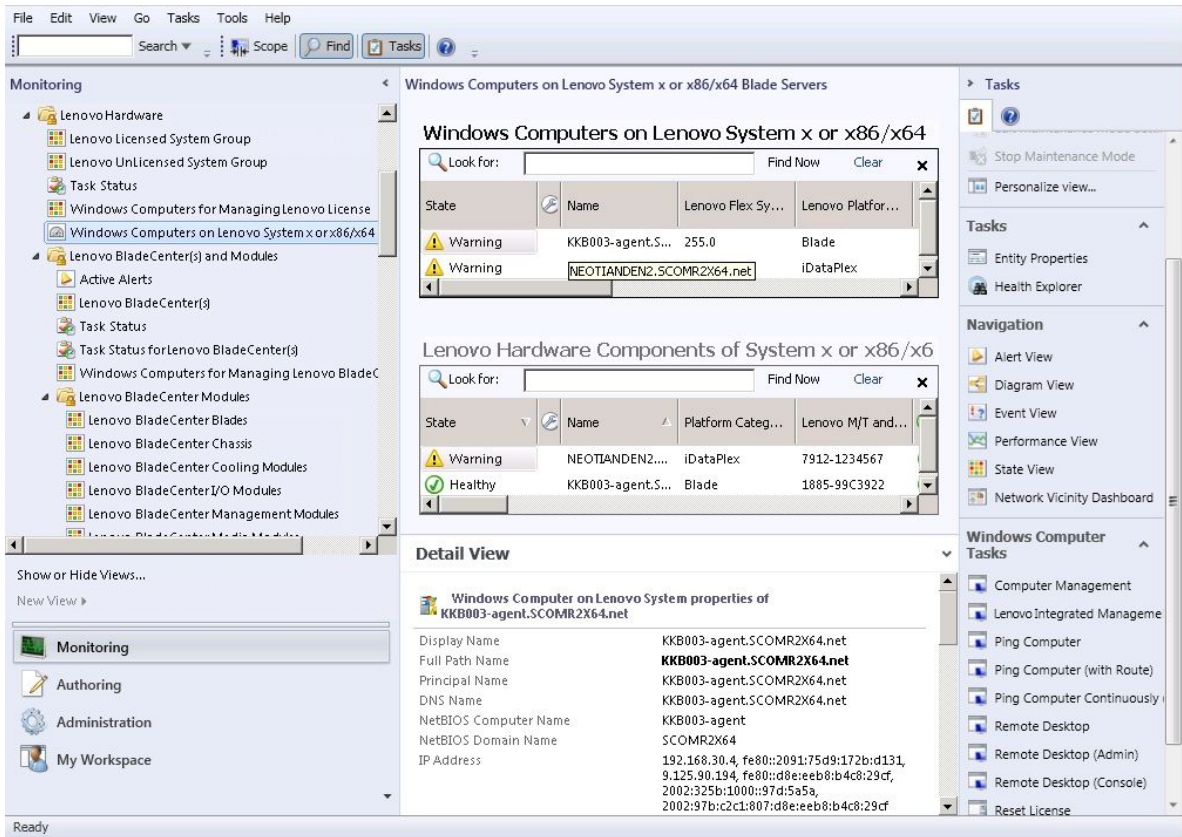 File Edit View Go Tasks Tools Help
Search Scope Find Tasks
Monitoring
Lenovo Hardware
Lenovo Licensed System Group
Lenovo UnLicensed System Group
Task Status
Windows Computers for Managing Lenovo License
Windows Computers on Lenovo System x or x86/x64
Lenovo BladeCenter(s) and Modules
Active Alerts
Lenovo BladeCenter(s)
Task Status
Task Status for Lenovo BladeCenter(s)
Windows Computers for Managing Lenovo BladeC
Lenovo BladeCenter Modules
Lenovo BladeCenter Blades
Lenovo BladeCenter Chassis
Lenovo BladeCenter Cooling Modules
Lenovo BladeCenter I/O Modules
Lenovo BladeCenter Management Modules
Show or Hide Views...
New View
Monitoring
Authoring
Administration
My Workspace
Ready
Windows Computers on Lenovo System x or x86/x64 Blade Servers
Windows Computers on Lenovo System x or x86/x64
Look for: Find Now Clear x
State Name Lenovo Flex Sy... Lenovo Platfor...
Warning KKB003-agent.S... 255.0 Blade
Warning NEOTIANDEN2.SCOMR2X64.net iDataPlex
Lenovo Hardware Components of System x or x86/x6
Look for: Find Now Clear x
State Name Platform Categ... Lenovo M/T and...
Warning NEOTIANDEN2.... iDataPlex 7912-1234567
Healthy KKB003-agent.S... Blade 1885-99C3922
Detail View
Windows Computer on Lenovo System properties of
KKB003-agent.SCOMR2X64.net
Display Name KKB003-agent.SCOMR2X64.net
Full Path Name KKB003-agent.SCOMR2X64.net
Principal Name KKB003-agent.SCOMR2X64.net
DNS Name KKB003-agent.SCOMR2X64.net
NetBIOS Computer Name KKB003-agent
NetBIOS Domain Name SCOMR2X64
IP Address 192.168.30.4, fe80::2091:75d9:172b:d131,
9.125.90.194, fe80::d8e:eeb8:b4c8:29cf,
2002:325b:1000::97d:5a5a,
2002:97b:c2c1:807:d8e:eeb8:b4c8:29cf
Tasks
Stop Maintenance Mode
Personalize view...
Tasks
Entity Properties
Health Explorer
Navigation
Alert View
Diagram View
Event View
Performance View
State View
Network Vicinity Dashboard
Windows Computer
Tasks
Computer Management
Lenovo Integrated Manageme
Ping Computer
Ping Computer (with Route)
Ping Computer Continuously (
Remote Desktop
Remote Desktop (Admin)
Remote Desktop (Console)
Reset License